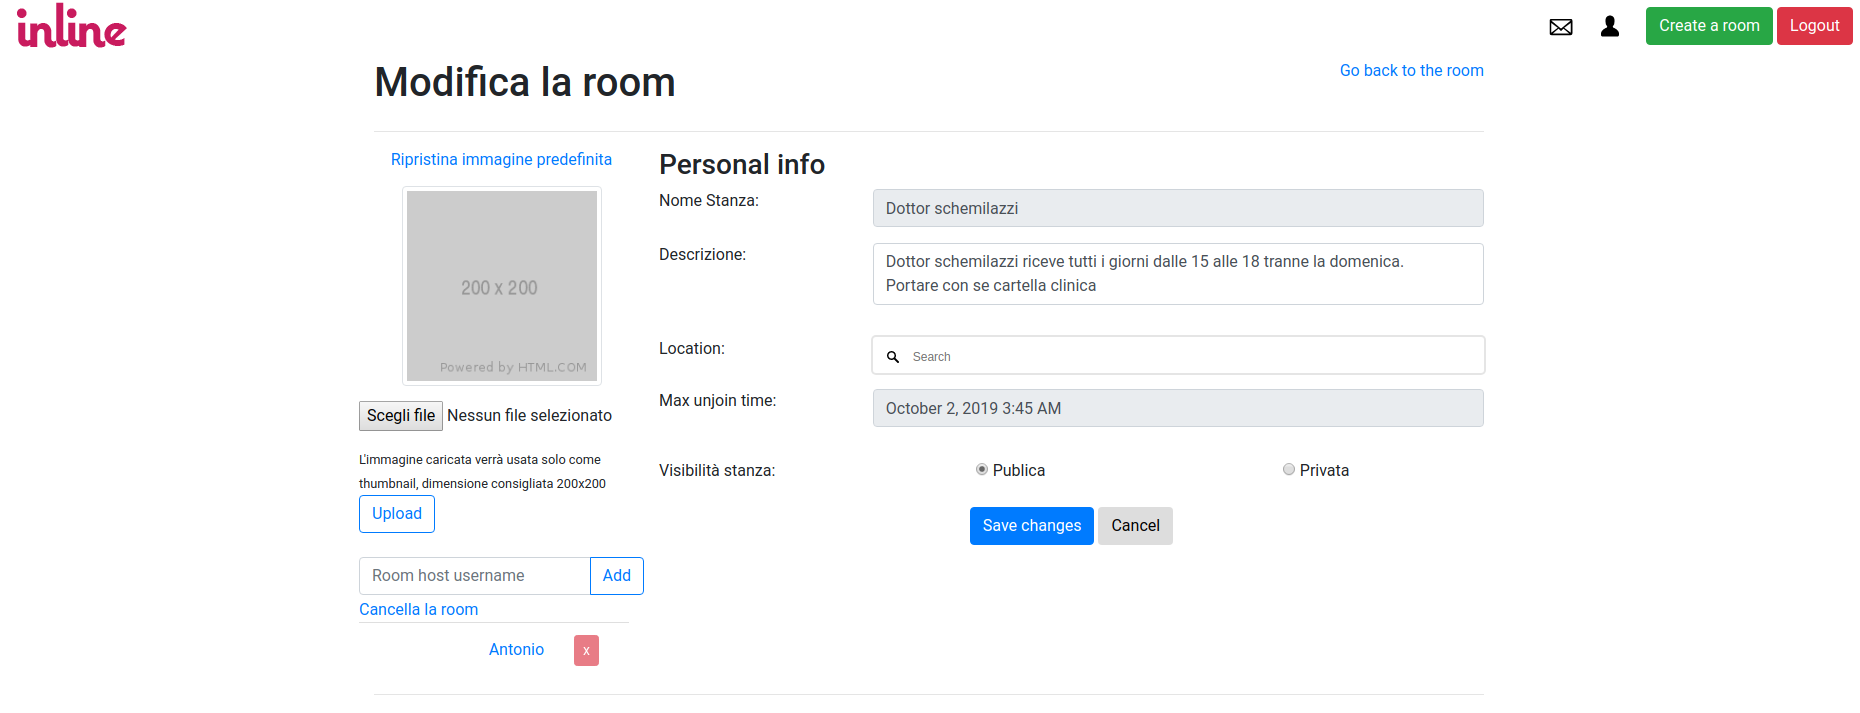 inline
Create a room
Logout
Modifica la room
Go back to the room
Ripristina immagine predefinita
200 x 200
Powered by HTML.COM
Scegli file Nessun file selezionato
L'immagine caricata verrà usata solo come
thumbnail, dimensione consigliata 200x200
Upload
Room host username
Add
Cancella la room
Antonio
x
Personal info
Nome Stanza:
Dottor schemilazzi
Descrizione:
Dottor schemilazzi riceve tutti i giorni dalle 15 alle 18 tranne la domenica.
Portare con se cartella clinica
Location:
Search
Max unjoin time:
October 2, 2019 3:45 AM
Visibilità stanza:
Publica
Privata
Save changes
Cancel